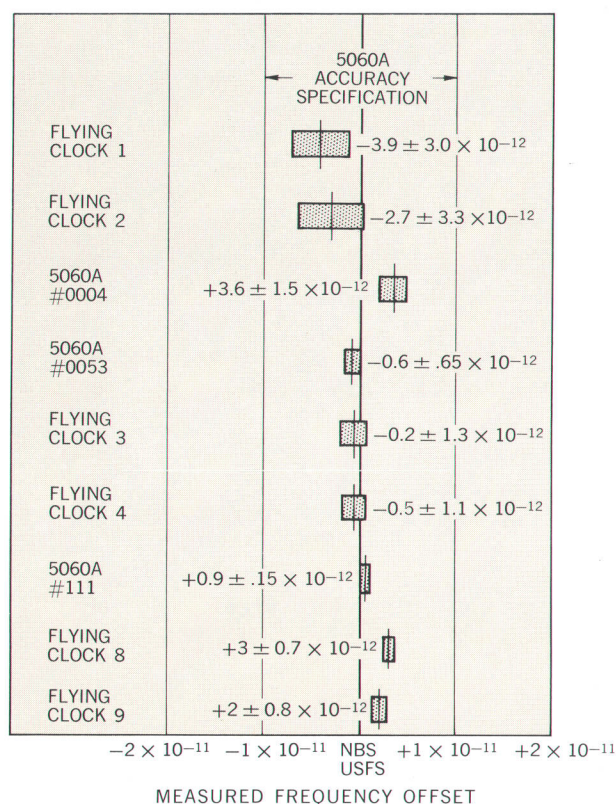 5060A
ACCURACY
SPECIFICATION
FLYING
CLOCK 1
−3.9 ± 3.0 × 10⁻¹²
FLYING
CLOCK 2
−2.7 ± 3.3 × 10⁻¹²
5060A
#0004
+3.6 ± 1.5 × 10⁻¹²
5060A
#0053
−0.6 ± .65 × 10⁻¹²
FLYING
CLOCK 3
−0.2 ± 1.3 × 10⁻¹²
FLYING
CLOCK 4
−0.5 ± 1.1 × 10⁻¹²
5060A
#111
+0.9 ± .15 × 10⁻¹²
FLYING
CLOCK 8
+3 ± 0.7 × 10⁻¹²
FLYING
CLOCK 9
+2 ± 0.8 × 10⁻¹²
−2 × 10⁻¹¹ −1 × 10⁻¹¹ NBS +1 × 10⁻¹¹ +2 × 10⁻¹¹
USFS
MEASURED FREQUENCY OFFSET